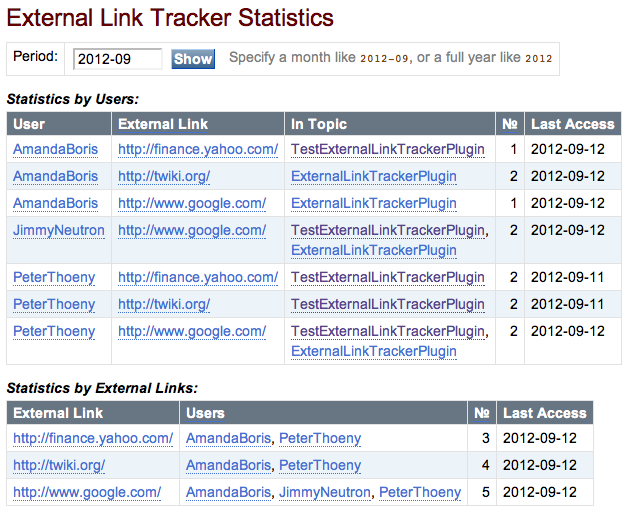 External Link Tracker Statistics
Period: 2012-09 Show Specify a month like 2012-09, or a full year like 2012
Statistics by Users:
User External Link In Topic № Last Access
AmandaBoris http://finance.yahoo.com/ TestExternalLinkTrackerPlugin 1 2012-09-12
AmandaBoris http://twiki.org/ ExternalLinkTrackerPlugin 2 2012-09-12
AmandaBoris http://www.google.com/ ExternalLinkTrackerPlugin 1 2012-09-12
JimmyNeutron http://www.google.com/ TestExternalLinkTrackerPlugin, 2 2012-09-12
ExternalLinkTrackerPlugin
PeterThoeny http://finance.yahoo.com/ TestExternalLinkTrackerPlugin 2 2012-09-11
PeterThoeny http://twiki.org/ TestExternalLinkTrackerPlugin 2 2012-09-11
PeterThoeny http://www.google.com/ TestExternalLinkTrackerPlugin, 2 2012-09-12
ExternalLinkTrackerPlugin
Statistics by External Links:
External Link Users № Last Access
http://finance.yahoo.com/ AmandaBoris, PeterThoeny 3 2012-09-12
http://twiki.org/ AmandaBoris, PeterThoeny 4 2012-09-12
http://www.google.com/ AmandaBoris, JimmyNeutron, PeterThoeny 5 2012-09-12